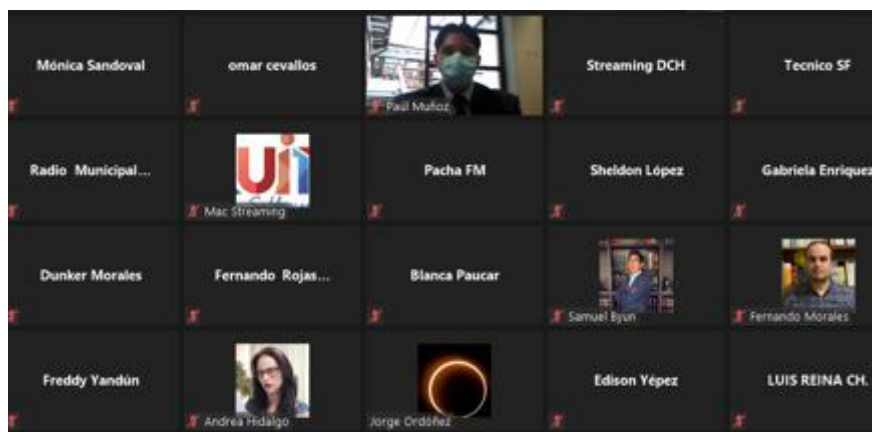 Mónica Sandoval
omar cevallos
Paúl Muñoz
Streaming DCH
Tecnico SF
Radio Municipal...
UiT
Mac Streaming
Pacha FM
Sheldon López
Gabriela Enriquez
Dunker Morales
Fernando Rojas...
Blanca Paucar
Samuel Byun
Fernando Morales
Freddy Yandún
Andrea Hidalgo
Jorge Ordóñez
Edison Yépez
LUIS REINA CH.